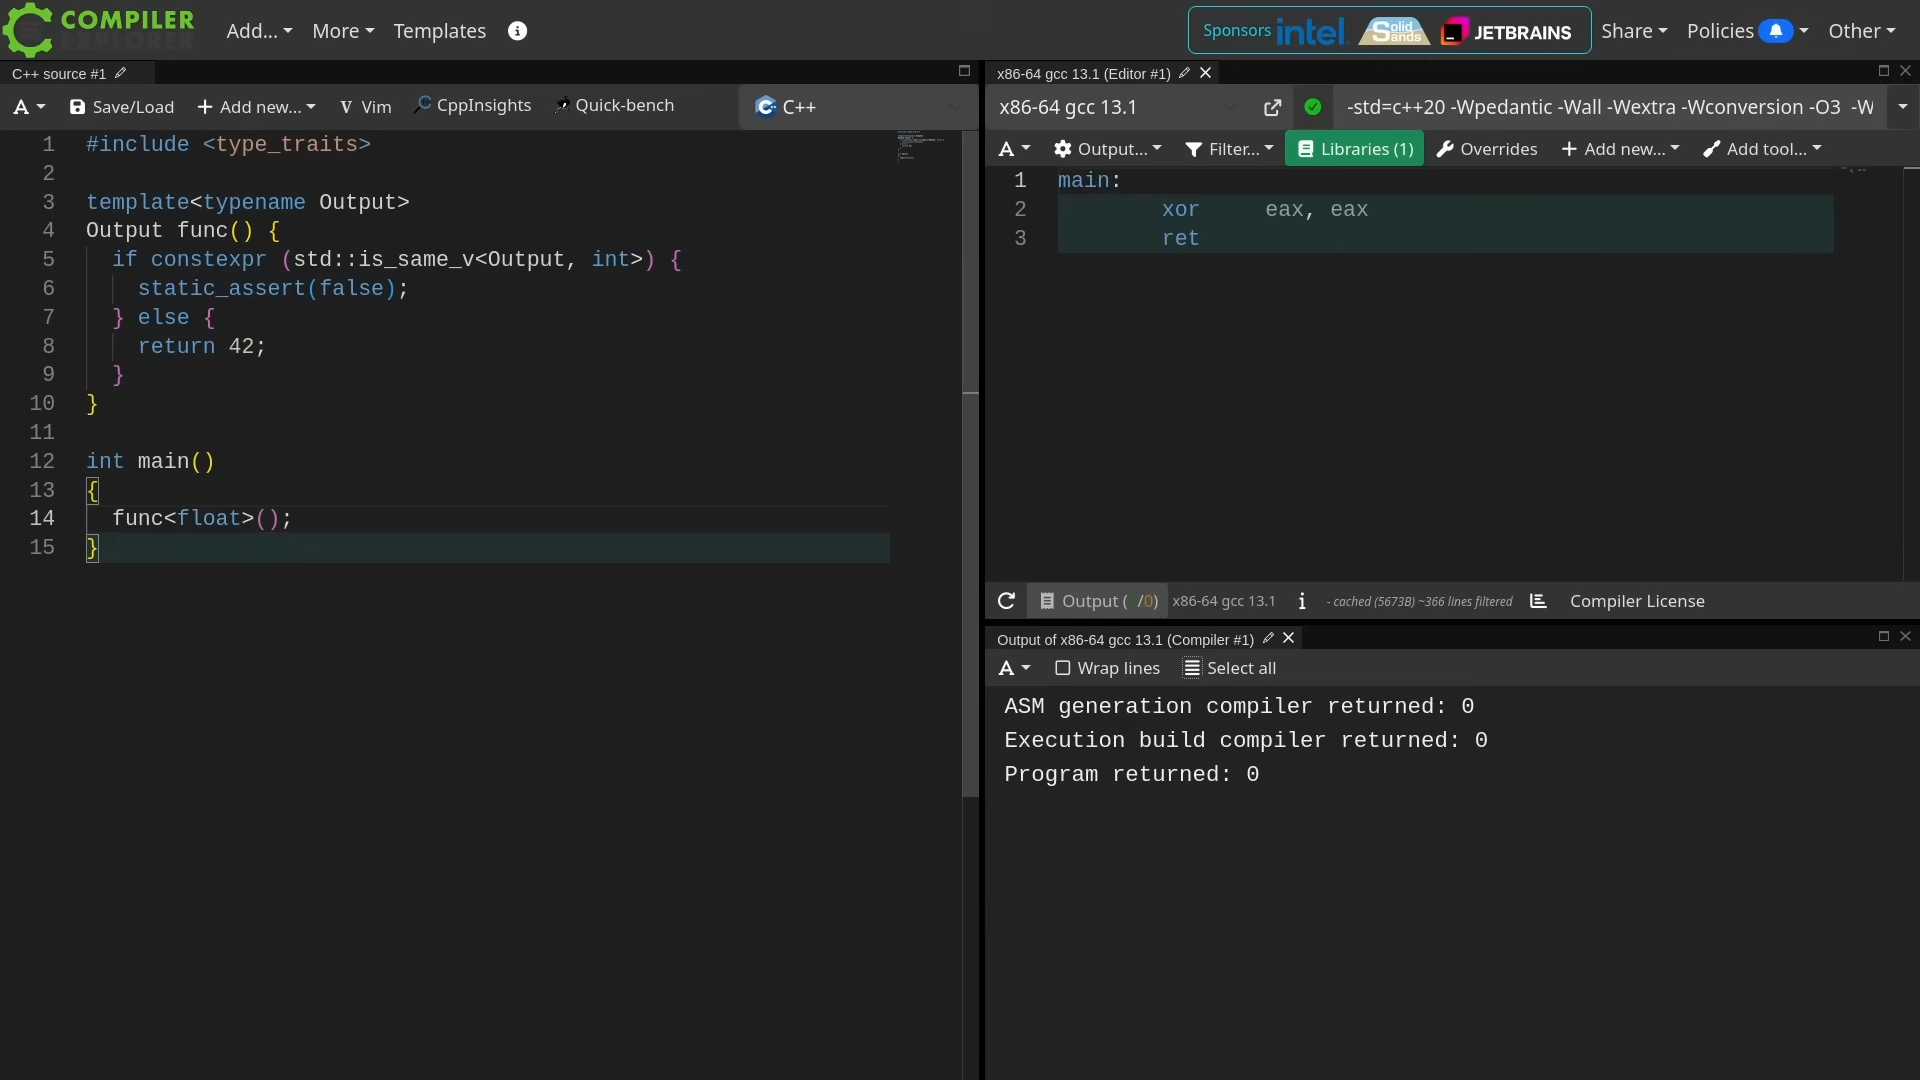 COMPILER
EXPLORER
Add... More Templates
Sponsors intel Solid Sands JETBRAINS Share Policies Other
C++ source #1
A Save/Load + Add new... V Vim CppInsights Quick-bench C++
1 #include <type_traits>
2
3 template<typename Output>
4 Output func() {
5 if constexpr (std::is_same_v<Output, int>) {
6 static_assert(false);
7 } else {
8 return 42;
9 }
10 }
11
12 int main()
13 {
14 func<float>();
15 }
x86-64 gcc 13.1 (Editor #1)
x86-64 gcc 13.1 -std=c++20 -Wpedantic -Wall -Wextra -Wconversion -O3 -W
A Output... Filter... Libraries (1) Overrides + Add new... Add tool...
1 main:
2 xor eax, eax
3 ret
Output ( /0) x86-64 gcc 13.1 i - cached (5673B) ~366 lines filtered Compiler License
Output of x86-64 gcc 13.1 (Compiler #1)
A Wrap lines Select all
ASM generation compiler returned: 0
Execution build compiler returned: 0
Program returned: 0